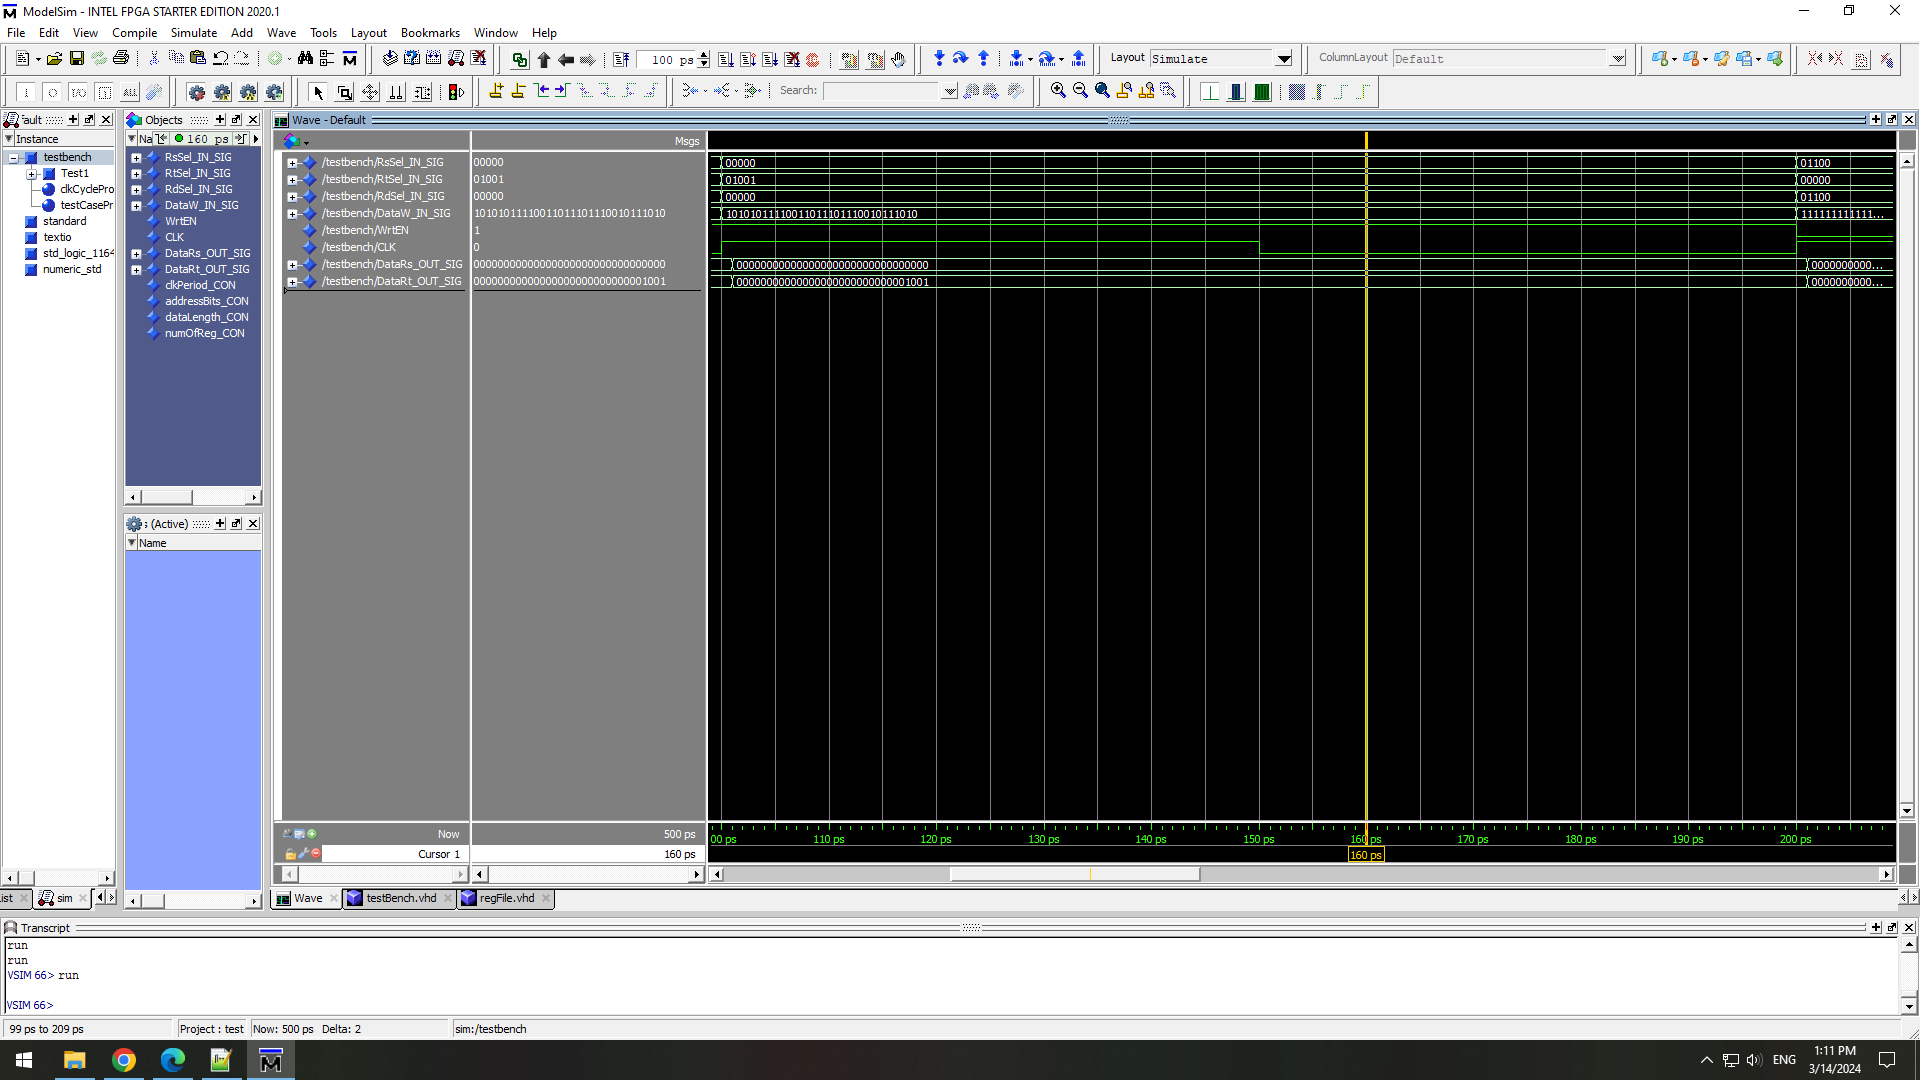 ModelSim - INTEL FPGA STARTER EDITION 2020.1
File Edit View Compile Simulate Add Wave Tools Layout Bookmarks Window Help
100 ps
Layout Simulate
ColumnLayout Default
ALL
Search:
ault
Instance
testbench
Test1
clkCyclePro
testCasePr
standard
textio
std_logic_1164
numeric_std
Objects
Na
160 ps
RsSel_IN_SIG
RtSel_IN_SIG
RdSel_IN_SIG
DataW_IN_SIG
WrtEN
CLK
DataRs_OUT_SIG
DataRt_OUT_SIG
clkPeriod_CON
addressBits_CON
dataLength_CON
numOfReg_CON
(Active)
Name
Wave - Default
Msgs
/testbench/RsSel_IN_SIG 00000 00000 01100
/testbench/RtSel_IN_SIG 01001 01001 00000
/testbench/RdSel_IN_SIG 00000 00000 01100
/testbench/DataW_IN_SIG 10101011110011011101110010111010 10101011110011011101110010111010 111111111111...
/testbench/WrtEN 1
/testbench/CLK 0
/testbench/DataRs_OUT_SIG 00000000000000000000000000000000 00000000000000000000000000000000 0000000000...
/testbench/DataRt_OUT_SIG 00000000000000000000000000001001 00000000000000000000000000001001 0000000000...
Now 500 ps
00 ps 110 ps 120 ps 130 ps 140 ps 150 ps 160 ps 170 ps 180 ps 190 ps 200 ps
Cursor 1 160 ps
160 ps
ist sim
Wave testBench.vhd regFile.vhd
Transcript
run
run
VSIM 66> run
VSIM 66>
99 ps to 209 ps Project : test Now: 500 ps Delta: 2 sim:/testbench
ENG
1:11 PM
3/14/2024